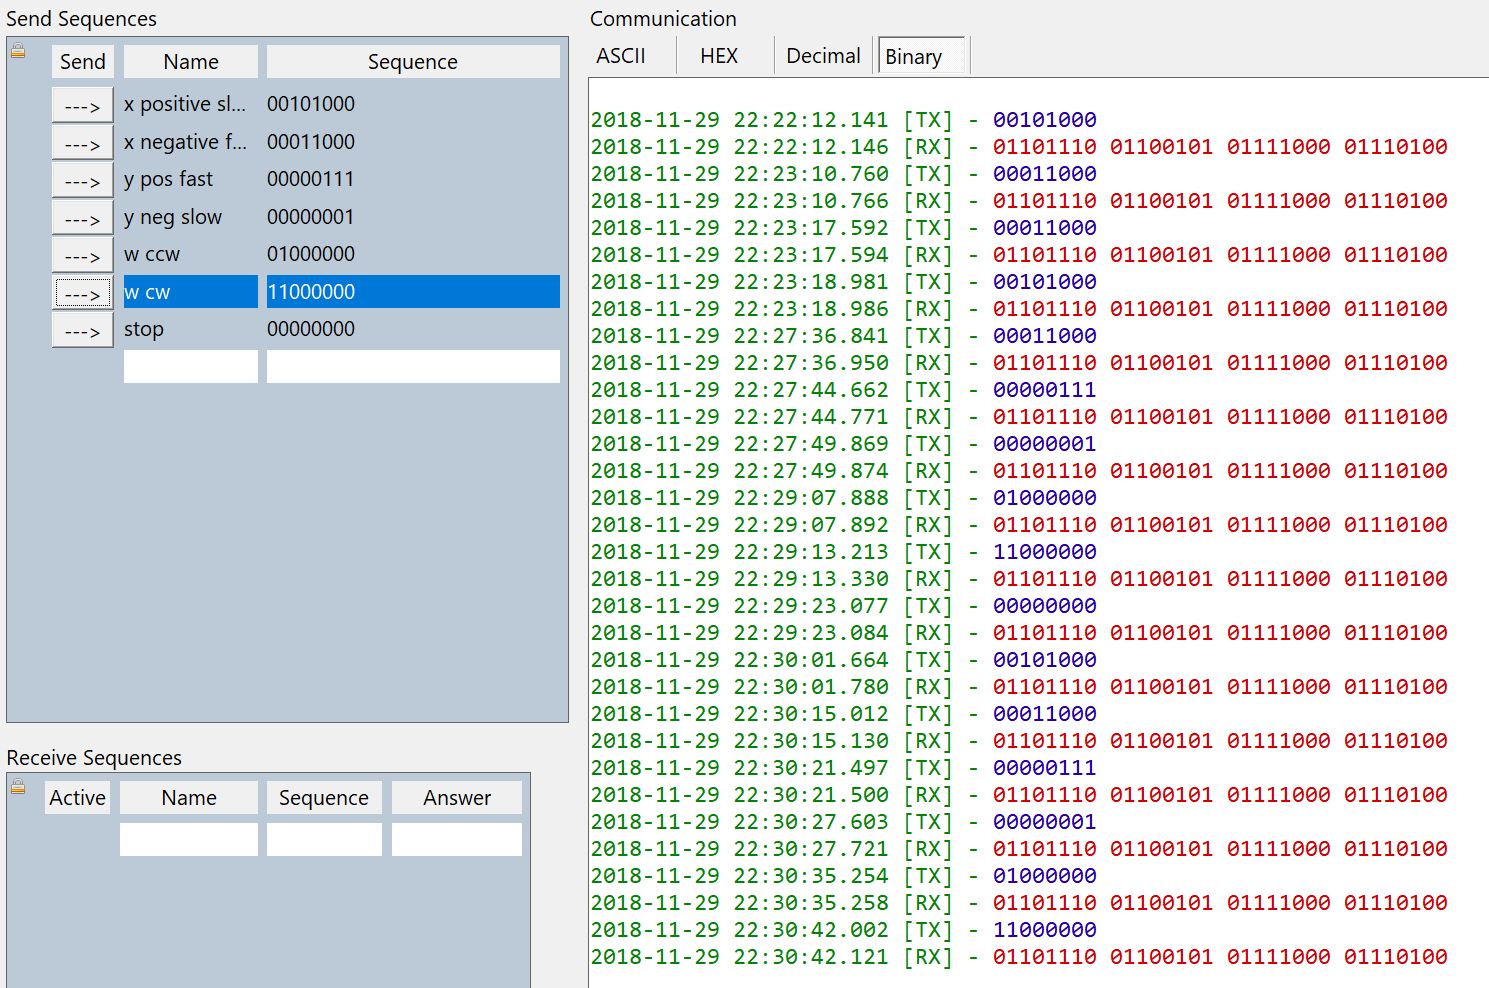 Send Sequences
Send Name Sequence
---> x positive sl... 00101000
---> x negative f... 00011000
---> y pos fast 00000111
---> y neg slow 00000001
---> w ccw 01000000
---> w cw 11000000
---> stop 00000000
Receive Sequences
Active Name Sequence Answer
Communication
ASCII HEX Decimal Binary
2018-11-29 22:22:12.141 [TX] - 00101000
2018-11-29 22:22:12.146 [RX] - 01101110 01100101 01111000 01110100
2018-11-29 22:23:10.760 [TX] - 00011000
2018-11-29 22:23:10.766 [RX] - 01101110 01100101 01111000 01110100
2018-11-29 22:23:17.592 [TX] - 00011000
2018-11-29 22:23:17.594 [RX] - 01101110 01100101 01111000 01110100
2018-11-29 22:23:18.981 [TX] - 00101000
2018-11-29 22:23:18.986 [RX] - 01101110 01100101 01111000 01110100
2018-11-29 22:27:36.841 [TX] - 00011000
2018-11-29 22:27:36.950 [RX] - 01101110 01100101 01111000 01110100
2018-11-29 22:27:44.662 [TX] - 00000111
2018-11-29 22:27:44.771 [RX] - 01101110 01100101 01111000 01110100
2018-11-29 22:27:49.869 [TX] - 00000001
2018-11-29 22:27:49.874 [RX] - 01101110 01100101 01111000 01110100
2018-11-29 22:29:07.888 [TX] - 01000000
2018-11-29 22:29:07.892 [RX] - 01101110 01100101 01111000 01110100
2018-11-29 22:29:13.213 [TX] - 11000000
2018-11-29 22:29:13.330 [RX] - 01101110 01100101 01111000 01110100
2018-11-29 22:29:23.077 [TX] - 00000000
2018-11-29 22:29:23.084 [RX] - 01101110 01100101 01111000 01110100
2018-11-29 22:30:01.664 [TX] - 00101000
2018-11-29 22:30:01.780 [RX] - 01101110 01100101 01111000 01110100
2018-11-29 22:30:15.012 [TX] - 00011000
2018-11-29 22:30:15.130 [RX] - 01101110 01100101 01111000 01110100
2018-11-29 22:30:21.497 [TX] - 00000111
2018-11-29 22:30:21.500 [RX] - 01101110 01100101 01111000 01110100
2018-11-29 22:30:27.603 [TX] - 00000001
2018-11-29 22:30:27.721 [RX] - 01101110 01100101 01111000 01110100
2018-11-29 22:30:35.254 [TX] - 01000000
2018-11-29 22:30:35.258 [RX] - 01101110 01100101 01111000 01110100
2018-11-29 22:30:42.002 [TX] - 11000000
2018-11-29 22:30:42.121 [RX] - 01101110 01100101 01111000 01110100